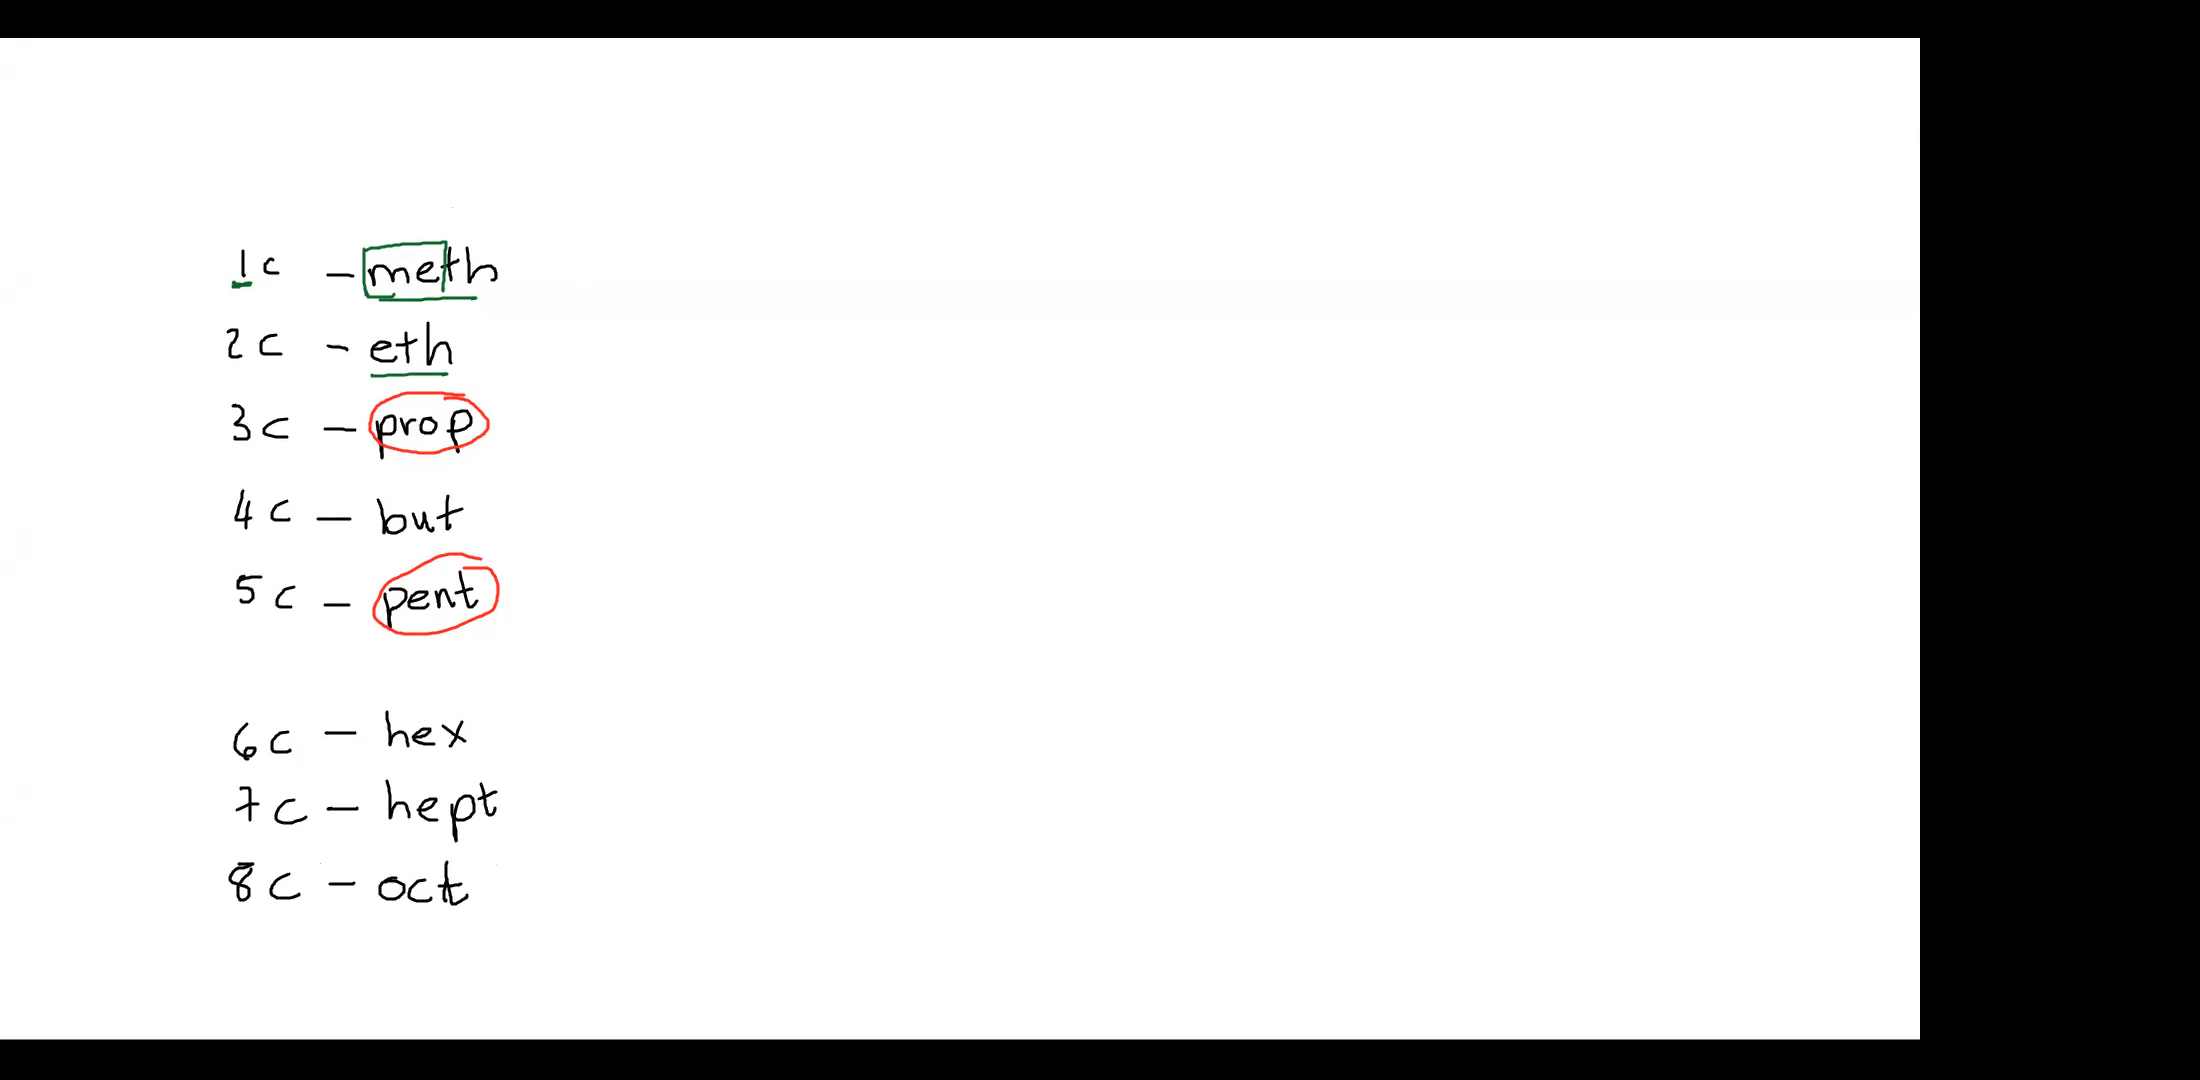 1c - meth
2c - eth
3c - prop
4c - but
5c - pent
6c - hex
7c - hept
8c - oct